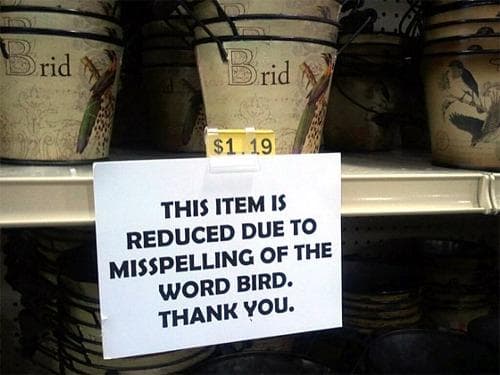 Brid
Brid
$1.19
THIS ITEM IS
REDUCED DUE TO
MISSPELLING OF THE
WORD BIRD.
THANK YOU.